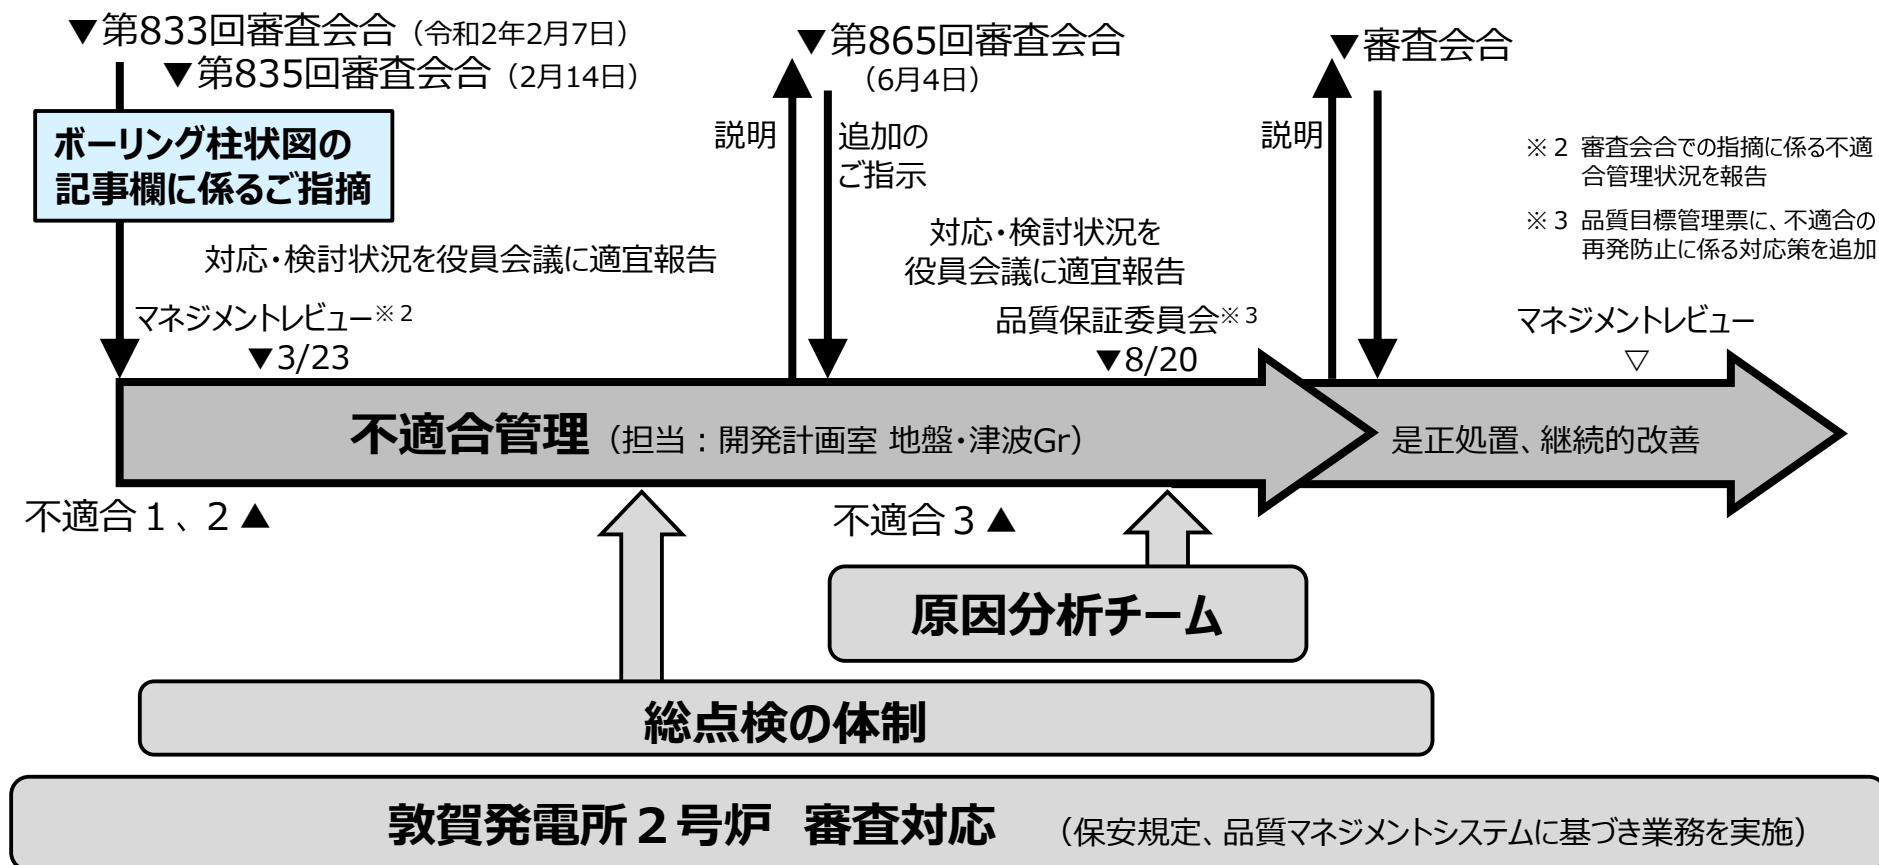 ▼第833回審査会合（令和2年2月7日）
▼第835回審査会合（2月14日）
ボーリング柱状図の
記事欄に係るご指摘
▼第865回審査会合
（6月4日）
▼審査会合
説明
追加の
ご指示
説明
※２ 審査会合での指摘に係る不適
合管理状況を報告
※３ 品質目標管理票に、不適合の
再発防止に係る対応策を追加
対応・検討状況を役員会議に適宜報告
対応・検討状況を
役員会議に適宜報告
マネジメントレビュー※２
▼3/23
品質保証委員会※３
▼8/20
マネジメントレビュー
▽
不適合管理（担当：開発計画室 地盤・津波Gr）
是正処置、継続的改善
不適合１、２▲
不適合３▲
原因分析チーム
総点検の体制
敦賀発電所２号炉 審査対応 （保安規定、品質マネジメントシステムに基づき業務を実施）